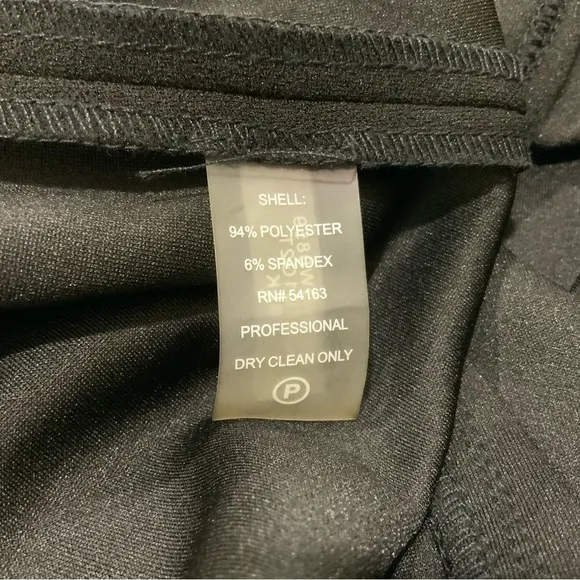 SHELL:
94% POLYESTER
6% SPANDEX
RN# 54163
PROFESSIONAL
DRY CLEAN ONLY
P